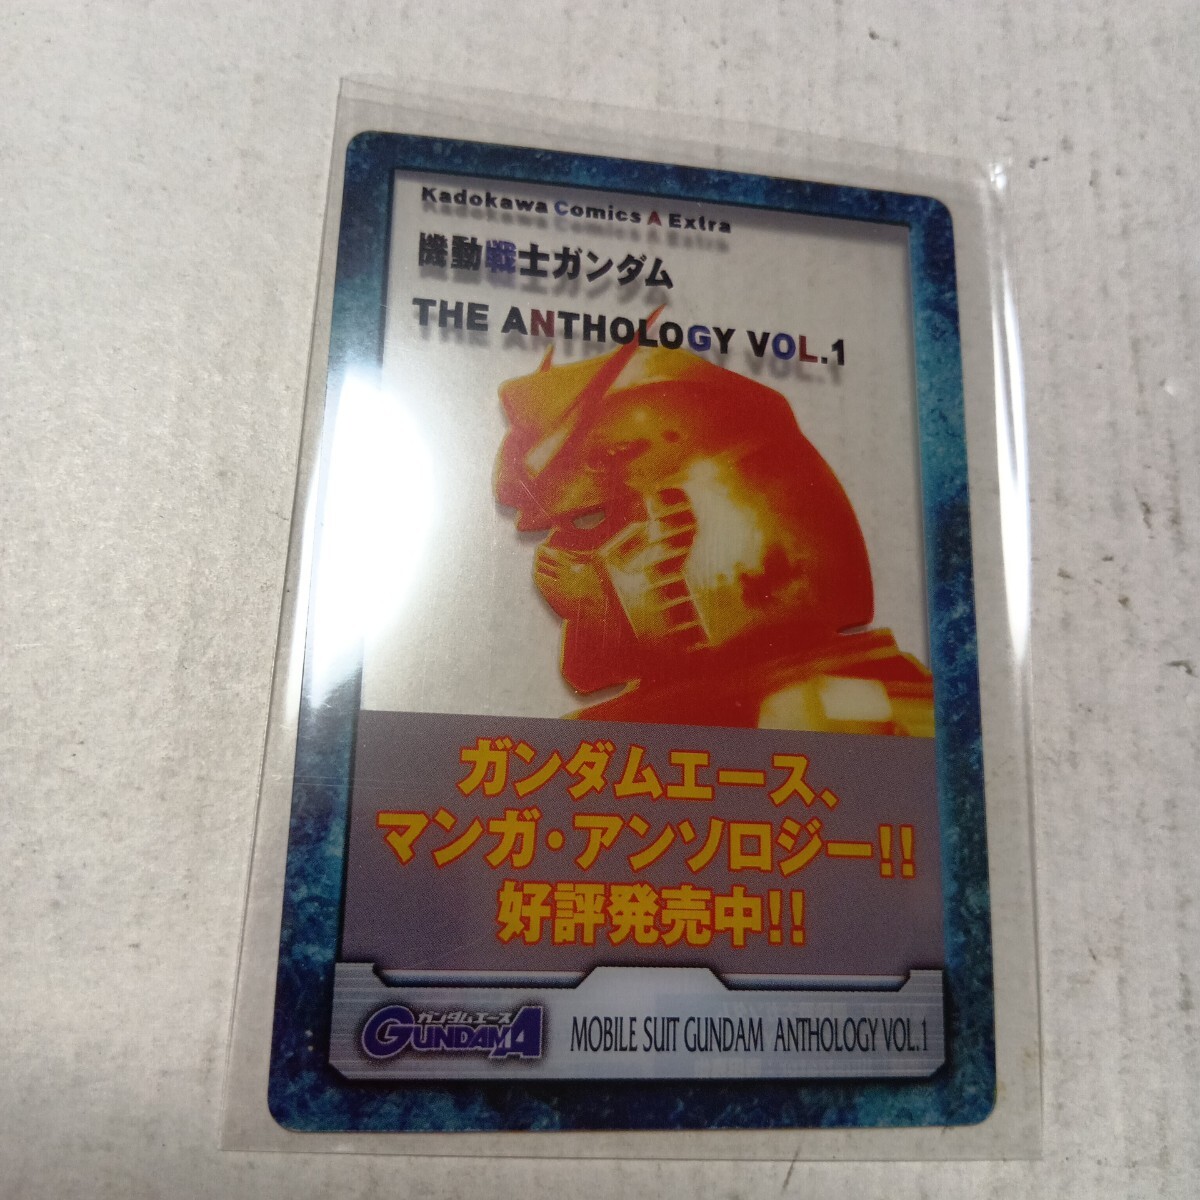 Kadokawa Comics A Extra
機動戦士ガンダム
THE ANTHOLOGY VOL.1
ガンダムエース、
マンガ・アンソロジー!!
好評発売中!!
ガンダムエース
GUNDAM A
MOBILE SUIT GUNDAM ANTHOLOGY VOL.1